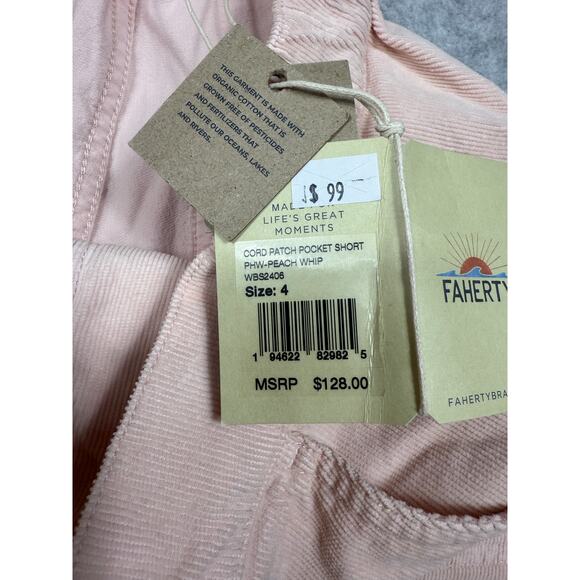 THIS GARMENT IS MADE WITH
ORGANIC COTTON THAT IS
GROWN FREE OF PESTICIDES
AND FERTILIZERS THAT
POLLUTE OUR OCEANS, LAKES
AND RIVERS.
$ 99
LIFE'S GREAT
MOMENTS
CORD PATCH POCKET SHORT
PHW-PEACH WHIP
WBS2406
Size: 4
1 94622 82982 5
MSRP $128.00
FAHERTY
FAHERTYBRA